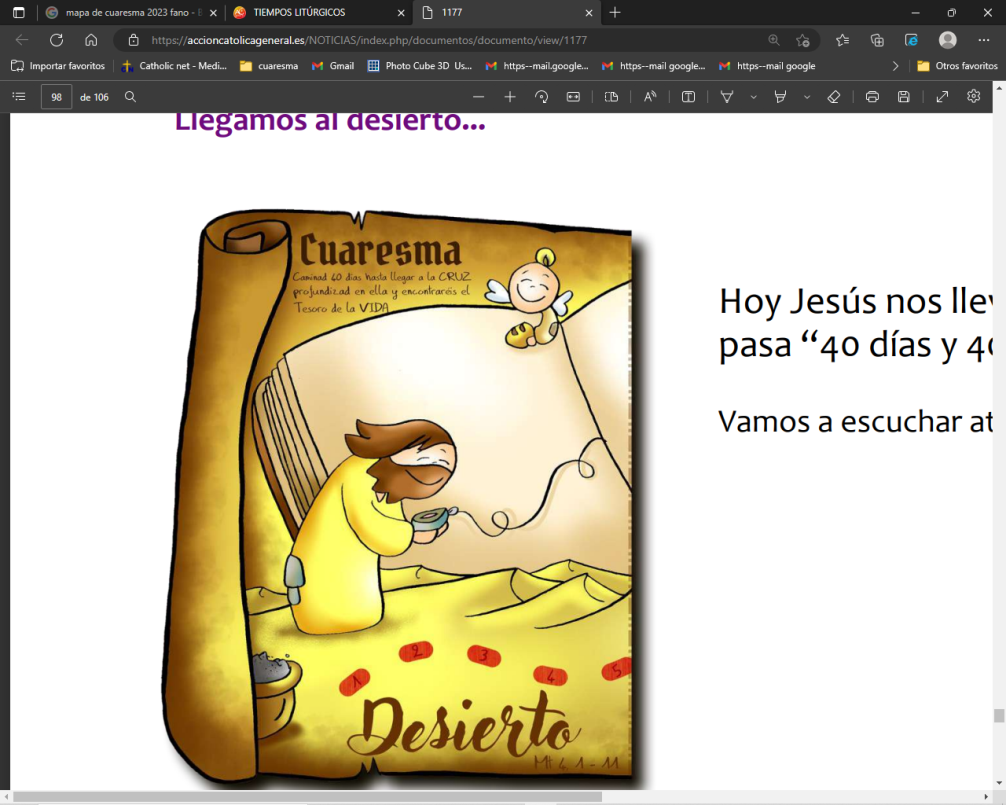 mapa de cuaresma 2023 fano -
TIEMPOS LITÚRGICOS
1177
https://accioncatolicageneral.es/NOTICIAS/index.php/documentos/documento/view/1177
Importar favoritos
Catholic net - Medi...
cuaresma
Gmail
Photo Cube 3D Us...
https--mail.google...
https--mail google...
https--mail google
Otros favoritos
98 de 106
Llegamos al desierto...
Cuaresma
Caminad 40 días hasta llegar a la CRUZ
profundizad en ella y encontraréis el
Tesoro de la VIDA
Hoy Jesús nos llev
pasa “40 días y 40
Vamos a escuchar at
1 2 3 4 5
Desierto
Mt 4, 1-11